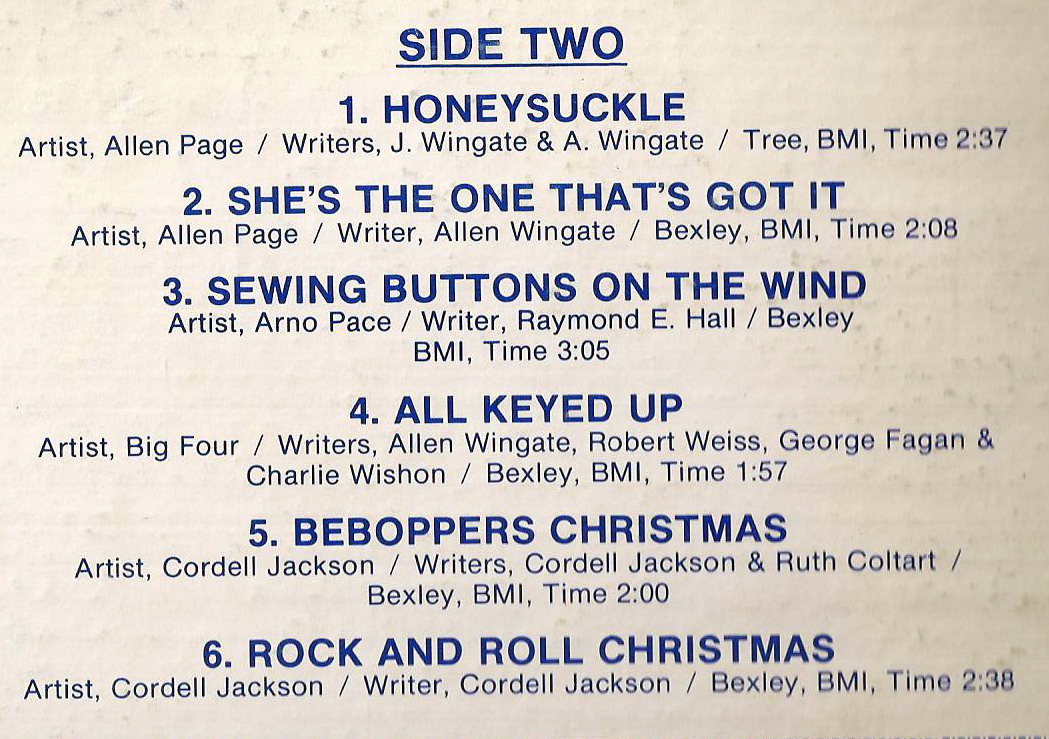 SIDE TWO
1. HONEYSUCKLE
Artist, Allen Page / Writers, J. Wingate & A. Wingate / Tree, BMI, Time 2:37
2. SHE'S THE ONE THAT'S GOT IT
Artist, Allen Page / Writer, Allen Wingate / Bexley, BMI, Time 2:08
3. SEWING BUTTONS ON THE WIND
Artist, Arno Pace / Writer, Raymond E. Hall / Bexley
BMI, Time 3:05
4. ALL KEYED UP
Artist, Big Four / Writers, Allen Wingate, Robert Weiss, George Fagan &
Charlie Wishon / Bexley, BMI, Time 1:57
5. BEBOPPERS CHRISTMAS
Artist, Cordell Jackson / Writers, Cordell Jackson & Ruth Coltart /
Bexley, BMI, Time 2:00
6. ROCK AND ROLL CHRISTMAS
Artist, Cordell Jackson / Writer, Cordell Jackson / Bexley, BMI, Time 2:38